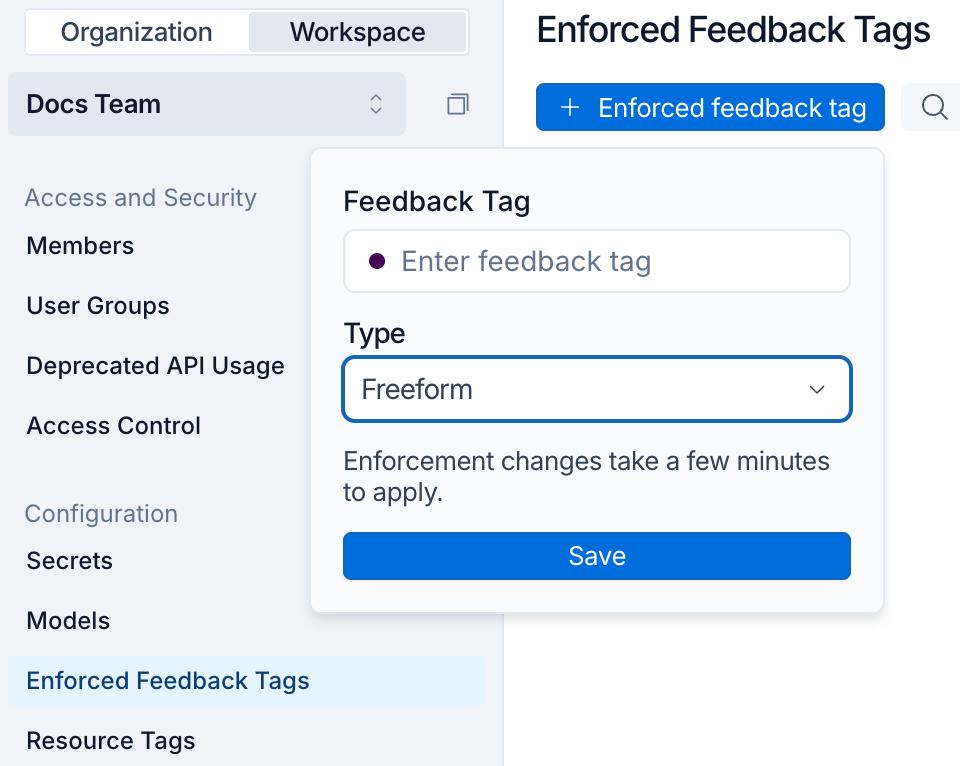 Organization
Workspace
Docs Team
Access and Security
Members
User Groups
Deprecated API Usage
Access Control
Configuration
Secrets
Models
Enforced Feedback Tags
Resource Tags
Enforced Feedback Tags
+ Enforced feedback tag
Feedback Tag
Enter feedback tag
Type
Freeform
Enforcement changes take a few minutes
to apply.
Save